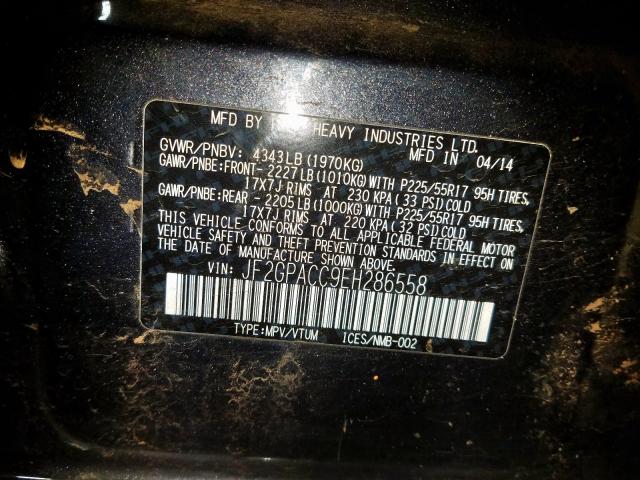 MFD BY HEAVY INDUSTRIES LTD.
GVWR/PNBV: 4343LB (1970KG) MFD IN 04/14
GAWR/PNBE:FRONT- 2227LB(1010KG)WITH P225/55R17 95H TIRES,
17X7J RIMS AT 230 KPA (33 PSI)COLD
GAWR/PNBE:REAR - 2205LB(1000KG)WITH P225/55R17 95H TIRES,
17X7J RIMS AT 220 KPA (32 PSI)COLD
THIS VEHICLE CONFORMS TO ALL APPLICABLE FEDERAL MOTOR
VEHICLE SAFETY AND THEFT PREVENTION STANDARDS IN EFFECT ON
THE DATE OF MANUFACTURE SHOWN ABOVE.
VIN: JF2GPACC9EH286558
TYPE:MPV/VTUM ICES/NMB-002